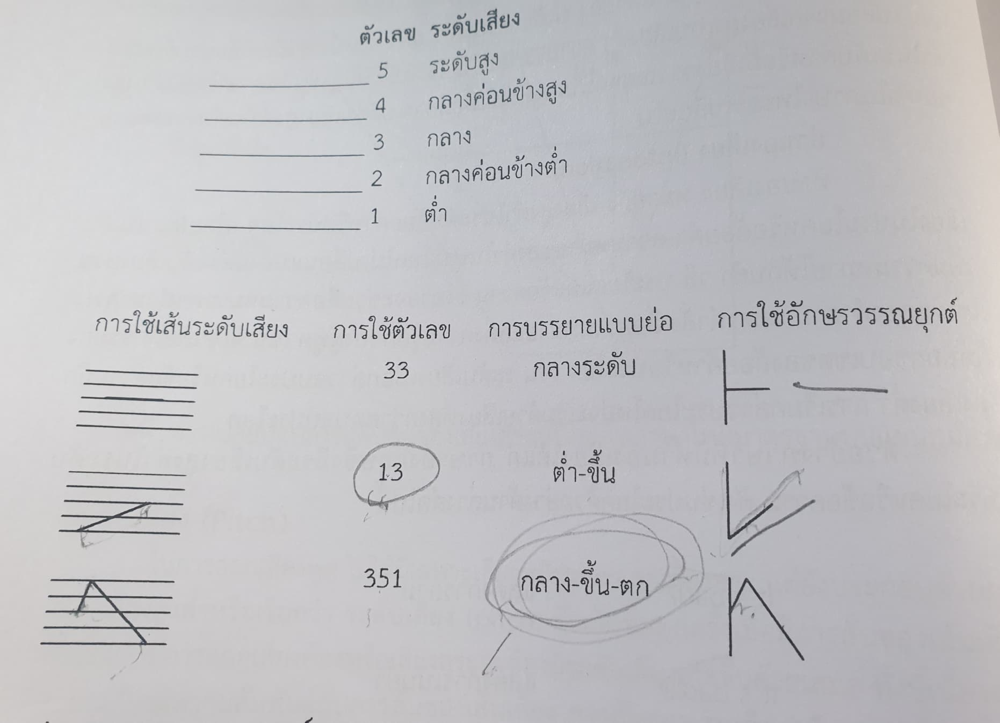 ตัวเลข ระดับเสียง
5 ระดับสูง
4 กลางค่อนข้างสูง
3 กลาง
2 กลางค่อนข้างต่ำ
1 ต่ำ
การใช้เส้นระดับเสียง การใช้ตัวเลข การบรรยายแบบย่อ การใช้อักษรวรรณยุกต์
33 กลางระดับ
13 ต่ำ-ขึ้น
351 กลาง-ขึ้น-ตก